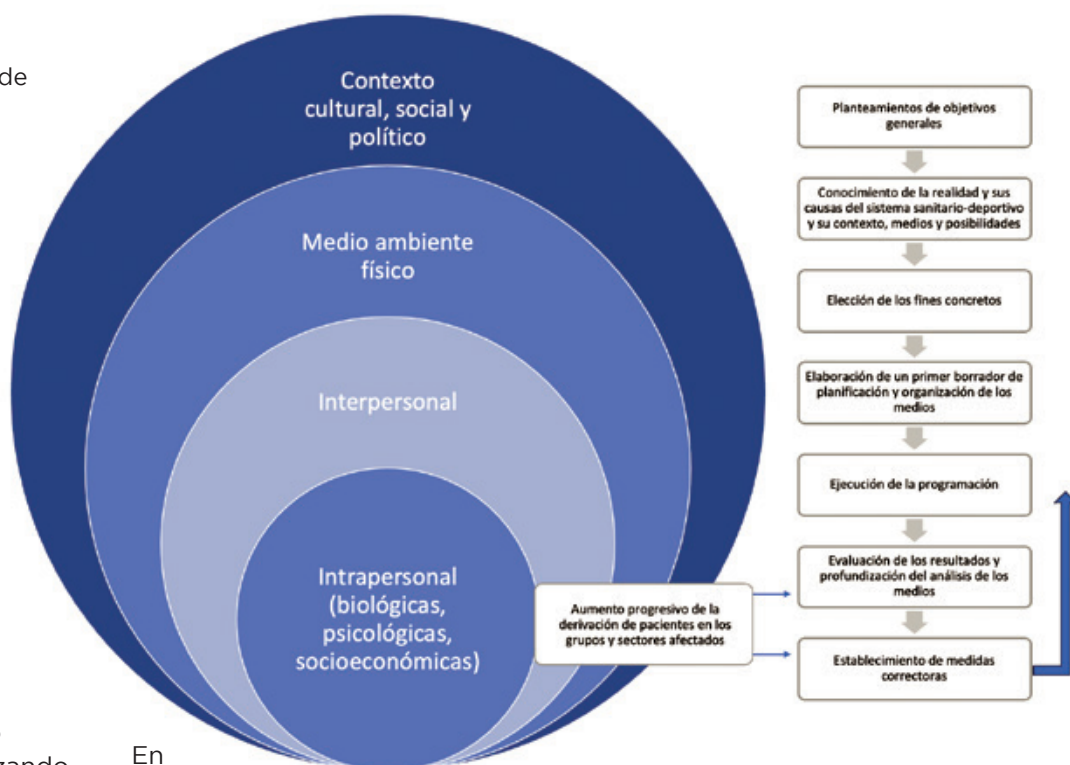 de
Contexto
cultural, social y
político
Medio ambiente
físico
Interpersonal
Intrapersonal
(biológicas,
psicológicas,
socioeconómicas)
Aumento progresivo de la
derivación de pacientes en los
grupos y sectores afectados
Planteamientos de objetivos
generales
Conocimiento de la realidad y sus
causas del sistema sanitario-deportivo
y su contexto, medios y posibilidades
Elección de los fines concretos
Elaboración de un primer borrador de
planificación y organización de los
medios
Ejecución de la programación
Evaluación de los resultados y
profundización del análisis de los
medios
Establecimiento de medidas
correctoras
En